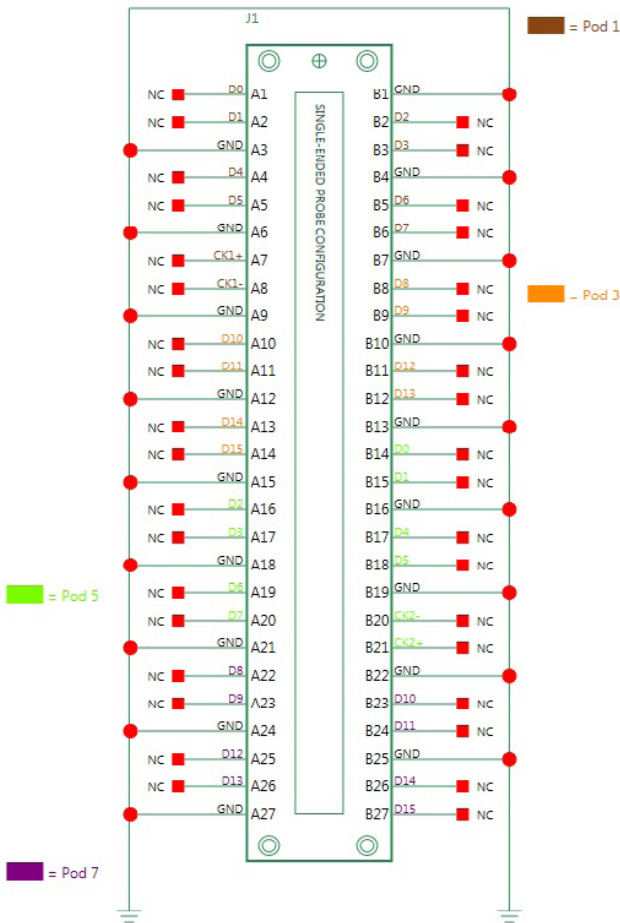 J1
= Pod 1
NC D0 A1 B1 GND
NC D1 A2 B2 D2 NC
GND A3 B3 D3 NC
NC D4 A4 B4 GND
NC D5 A5 B5 D6 NC
GND A6 B6 D7 NC
NC CK1+ A7 B7 GND
NC CK1- A8 B8 D8 NC
= Pod 3
GND A9 B9 D9 NC
NC D10 A10 B10 GND
NC D11 A11 B11 D12 NC
GND A12 B12 D13 NC
NC D14 A13 B13 GND
NC D15 A14 B14 D0 NC
GND A15 B15 D1 NC
NC D2 A16 B16 GND
NC D3 A17 B17 D4 NC
GND A18 B18 D5 NC
NC D6 A19 B19 GND
= Pod 5
NC D7 A20 B20 CK2- NC
GND A21 B21 CK2+ NC
NC D8 A22 B22 GND
NC D9 A23 B23 D10 NC
GND A24 B24 D11 NC
NC D12 A25 B25 GND
NC D13 A26 B26 D14 NC
GND A27 B27 D15 NC
= Pod 7
SINGLE-ENDED PROBE CONFIGURATION